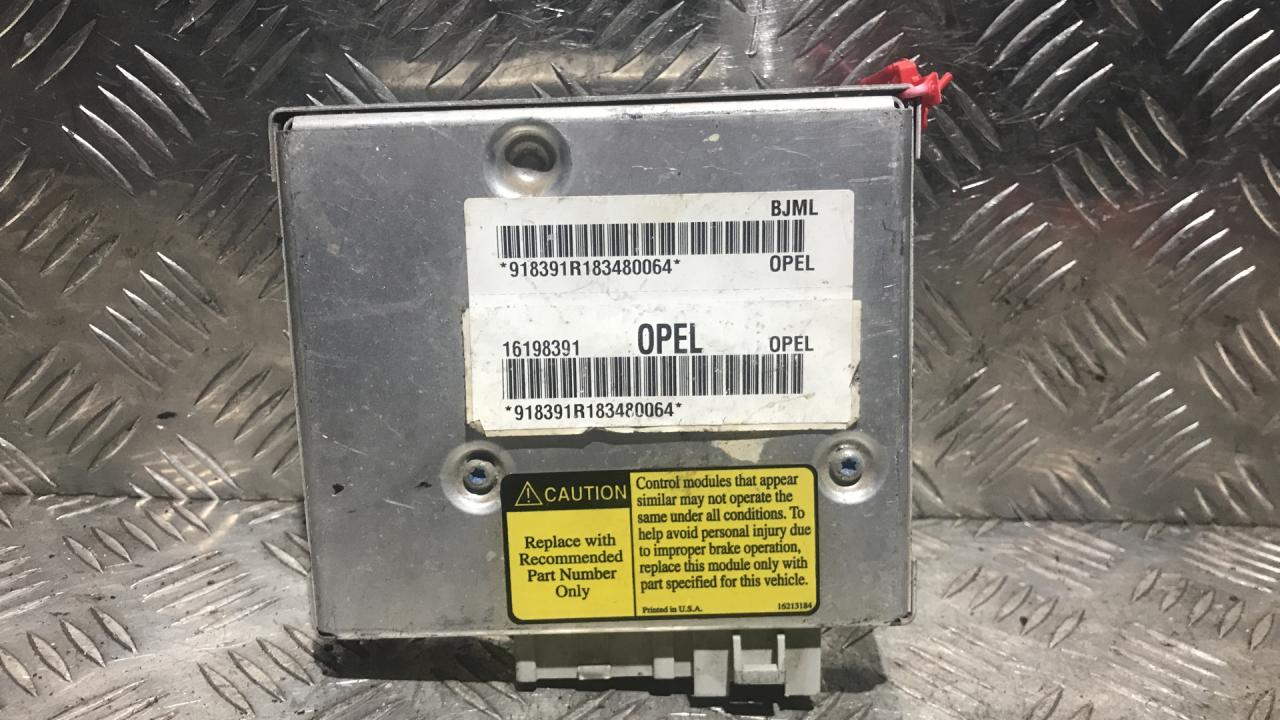 BJML
*918391R183480064*
OPEL
16198391 OPEL OPEL
*918391R183480064*
CAUTION
Replace with
Recommended
Part Number
Only
Control modules that appear
similar may not operate the
same under all conditions. To
help avoid personal injury due
to improper brake operation,
replace this module only with
part specified for this vehicle.
Printed in U.S.A. 16213184